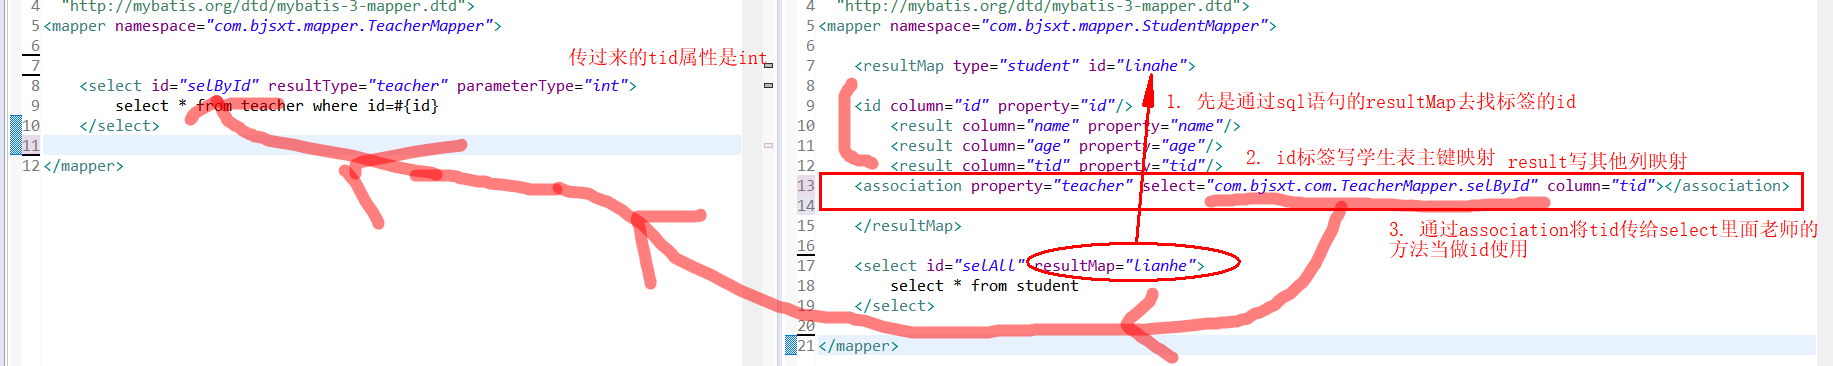 4 "http://mybatis.org/dtd/mybatis-3-mapper.dtd">
5 <mapper namespace="com.bjsxt.mapper.TeacherMapper">
6
7
传过来的tid属性是int
8 <select id="selById" resultType="teacher" parameterType="int">
9 select * from teacher where id=#{id}
10 </select>
11
12 </mapper>
4 "http://mybatis.org/dtd/mybatis-3-mapper.dtd">
5 <mapper namespace="com.bjsxt.mapper.StudentMapper">
6
7 <resultMap type="student" id="linahe">
8
1. 先是通过sql语句的resultMap去找标签的id
9 <id column="id" property="id"/>
10 <result column="name" property="name"/>
11 <result column="age" property="age"/>
12 <result column="tid" property="tid"/>
2. id标签写学生表主键映射 result写其他列映射
13 <association property="teacher" select="com.bjsxt.com.TeacherMapper.selById" column="tid"></association>
14
15 </resultMap>
3. 通过association将tid传给select里面老师的
方法当做id使用
16
17 <select id="selAll" resultMap="lianhe">
18 select * from student
19 </select>
20
21 </mapper>